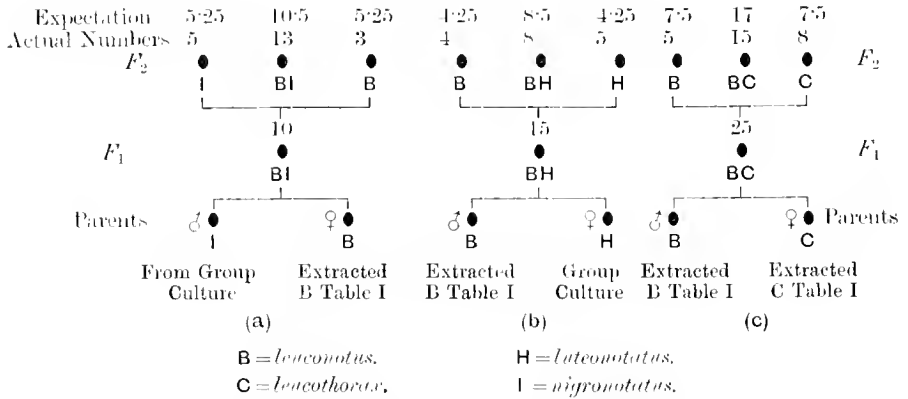 Expectation 5·25 10·5 5·25 4·25 8·5 4·25 7·5 17 7·5
Actual Numbers 5 13 3 4 8 5 5 15 8
F2 I BI B B BH H B BC C F2
10 15 25
F1 BI BH BC F1
Parents ♂ ♀ ♂ ♀ ♂ ♀ Parents
I B B H B C
From Group Extracted Extracted Group Extracted Extracted
Culture B Table I B Table I Culture B Table I C Table I
(a) (b) (c)
B = leuconotus. H = luteonotatus.
C = leucothorax. I = nigronotatus.